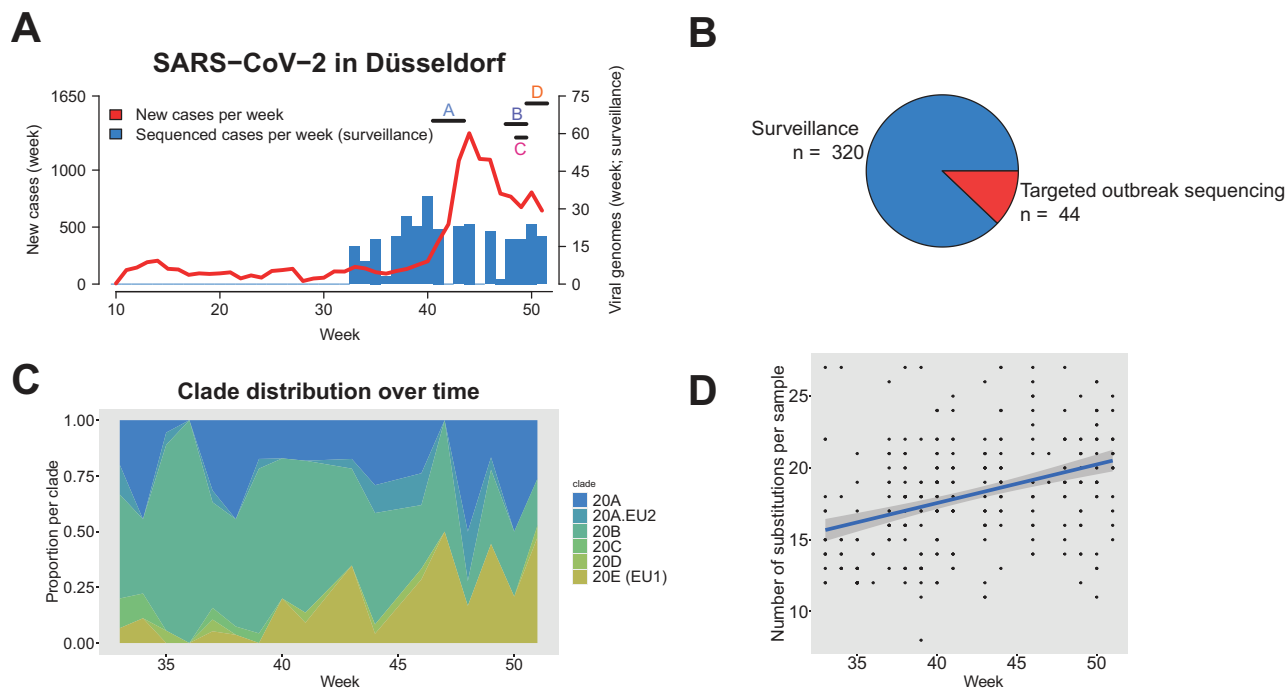 A
SARS−CoV−2 in Düsseldorf
New cases per week
Sequenced cases per week (surveillance)
A
B
C
D
New cases (week)
1650
1000
500
0
Viral genomes (week; surveillance)
75
60
45
30
15
0
10
20
30
40
50
Week
B
Surveillance
n = 320
Targeted outbreak sequencing
n = 44
C
Clade distribution over time
Proportion per clade
1.00
0.75
0.50
0.25
0.00
35
40
45
50
Week
clade
20A
20A.EU2
20B
20C
20D
20E (EU1)
D
Number of substitutions per sample
25
20
15
10
35
40
45
50
Week